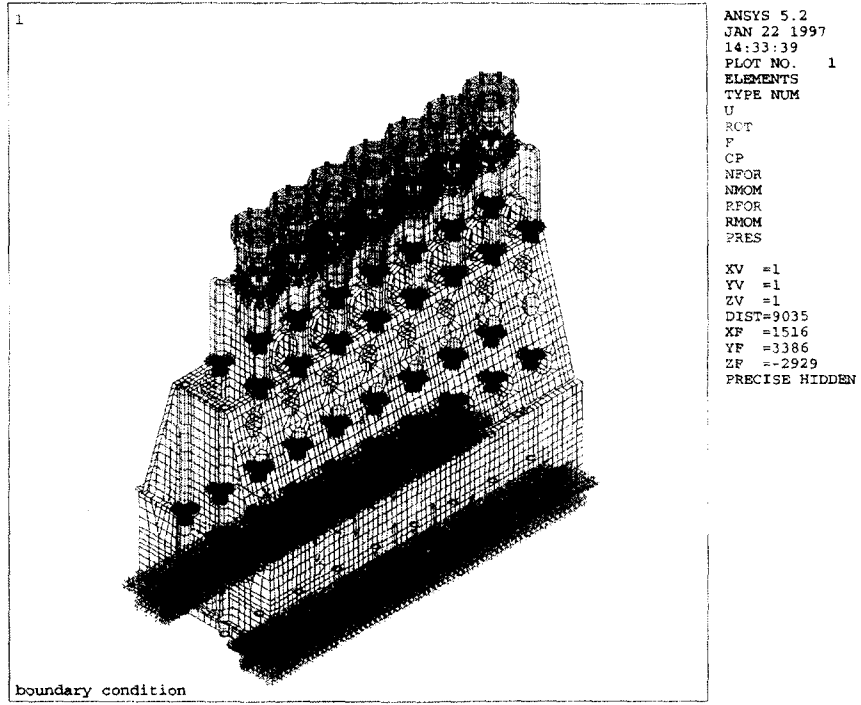 1
ANSYS 5.2
JAN 22 1997
14:33:39
PLOT NO. 1
ELEMENTS
TYPE NUM
U
ROT
F
CP
NFOR
NMOM
RFOR
RMOM
PRES
XV =1
YV =1
ZV =1
DIST=9035
XF =1516
YF =3386
ZF =-2929
PRECISE HIDDEN
boundary condition